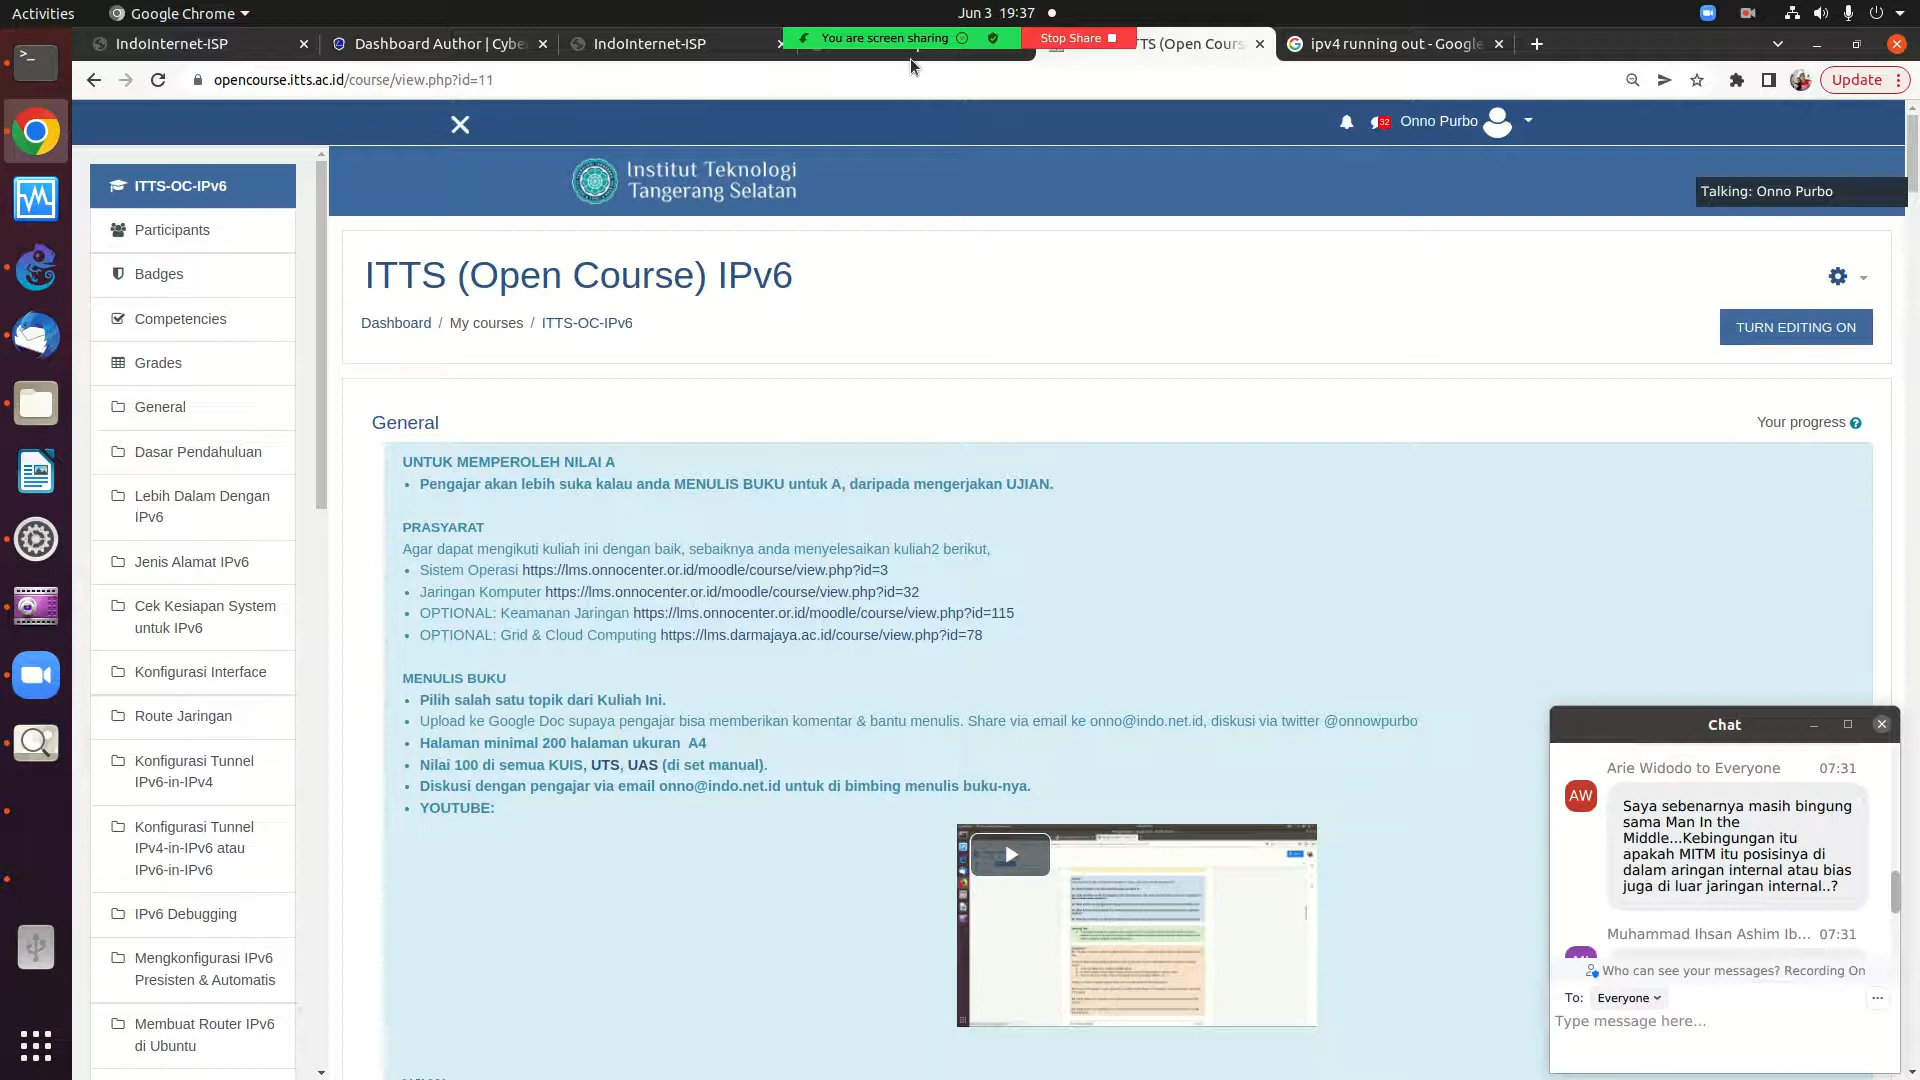 Activities
Google Chrome
Jun 3 19:37
IndoInternet-ISP
Dashboard Author | Cybe
IndoInternet-ISP
You are screen sharing
Stop Share
TS (Open Cours
ipv4 running out - Google
opencourse.itts.ac.id/course/view.php?id=11
Update
32
Onno Purbo
Institut Teknologi
Tangerang Selatan
Talking: Onno Purbo
ITTS-OC-IPv6
Participants
Badges
Competencies
Grades
General
Dasar Pendahuluan
Lebih Dalam Dengan
IPv6
Jenis Alamat IPv6
Cek Kesiapan System
untuk IPv6
Konfigurasi Interface
Route Jaringan
Konfigurasi Tunnel
IPv6-in-IPv4
Konfigurasi Tunnel
IPv4-in-IPv6 atau
IPv6-in-IPv6
IPv6 Debugging
Mengkonfigurasi IPv6
Presisten & Automatis
Membuat Router IPv6
di Ubuntu
ITTS (Open Course) IPv6
Dashboard / My courses / ITTS-OC-IPv6
TURN EDITING ON
General
Your progress
UNTUK MEMPEROLEH NILAI A
• Pengajar akan lebih suka kalau anda MENULIS BUKU untuk A, daripada mengerjakan UJIAN.
PRASYARAT
Agar dapat mengikuti kuliah ini dengan baik, sebaiknya anda menyelesaikan kuliah2 berikut,
• Sistem Operasi https://lms.onnocenter.or.id/moodle/course/view.php?id=3
• Jaringan Komputer https://lms.onnocenter.or.id/moodle/course/view.php?id=32
• OPTIONAL: Keamanan Jaringan https://lms.onnocenter.or.id/moodle/course/view.php?id=115
• OPTIONAL: Grid & Cloud Computing https://lms.darmajaya.ac.id/course/view.php?id=78
MENULIS BUKU
• Pilih salah satu topik dari Kuliah Ini.
• Upload ke Google Doc supaya pengajar bisa memberikan komentar & bantu menulis. Share via email ke onno@indo.net.id, diskusi via twitter @onnowpurbo
• Halaman minimal 200 halaman ukuran A4
• Nilai 100 di semua KUIS, UTS, UAS (di set manual).
• Diskusi dengan pengajar via email onno@indo.net.id untuk di bimbing menulis buku-nya.
• YOUTUBE:
Chat
Arie Widodo to Everyone 07:31
AW
Saya sebenarnya masih bingung
sama Man In the
Middle...Kebingungan itu
apakah MITM itu posisinya di
dalam aringan internal atau bias
juga di luar jaringan internal..?
Muhammad Ihsan Ashim Ib... 07:31
Who can see your messages? Recording On
To: Everyone
Type message here...